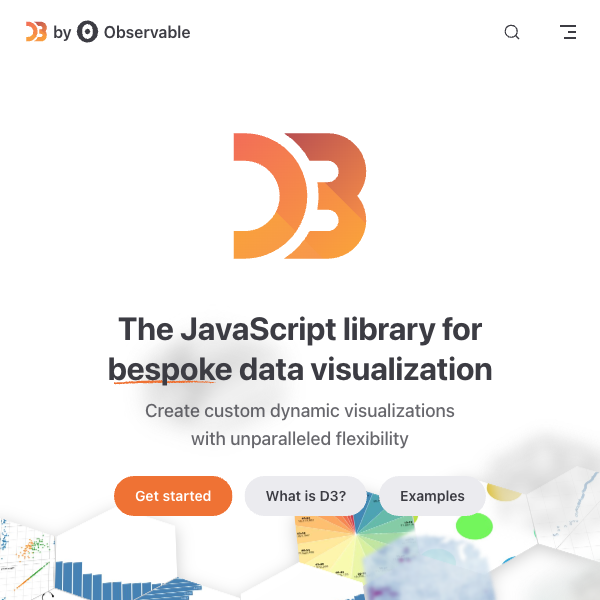 D3 by Observable
D3
The JavaScript library for
bespoke data visualization
Create custom dynamic visualizations
with unparalleled flexibility
Get started
What is D3?
Examples